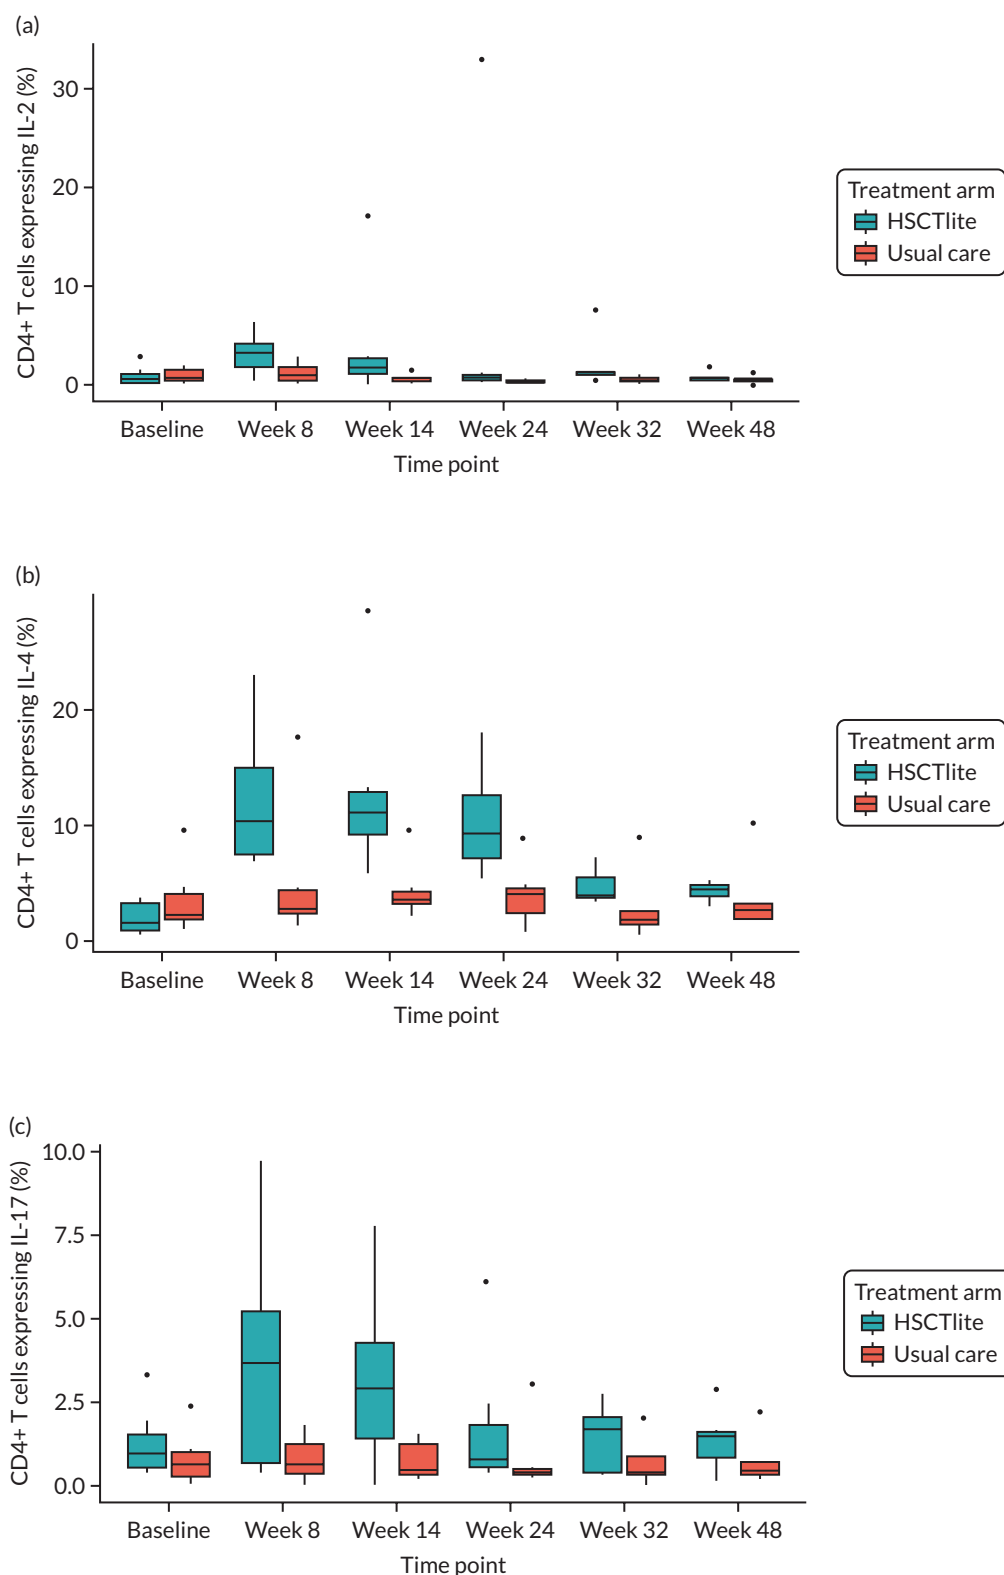 (a)
CD4+ T cells expressing IL-2 (%)
30
20
10
0
Baseline Week 8 Week 14 Week 24 Week 32 Week 48
Time point
Treatment arm
HSCTlite
Usual care
(b)
CD4+ T cells expressing IL-4 (%)
20
10
0
Baseline Week 8 Week 14 Week 24 Week 32 Week 48
Time point
Treatment arm
HSCTlite
Usual care
(c)
CD4+ T cells expressing IL-17 (%)
10.0
7.5
5.0
2.5
0.0
Baseline Week 8 Week 14 Week 24 Week 32 Week 48
Time point
Treatment arm
HSCTlite
Usual care